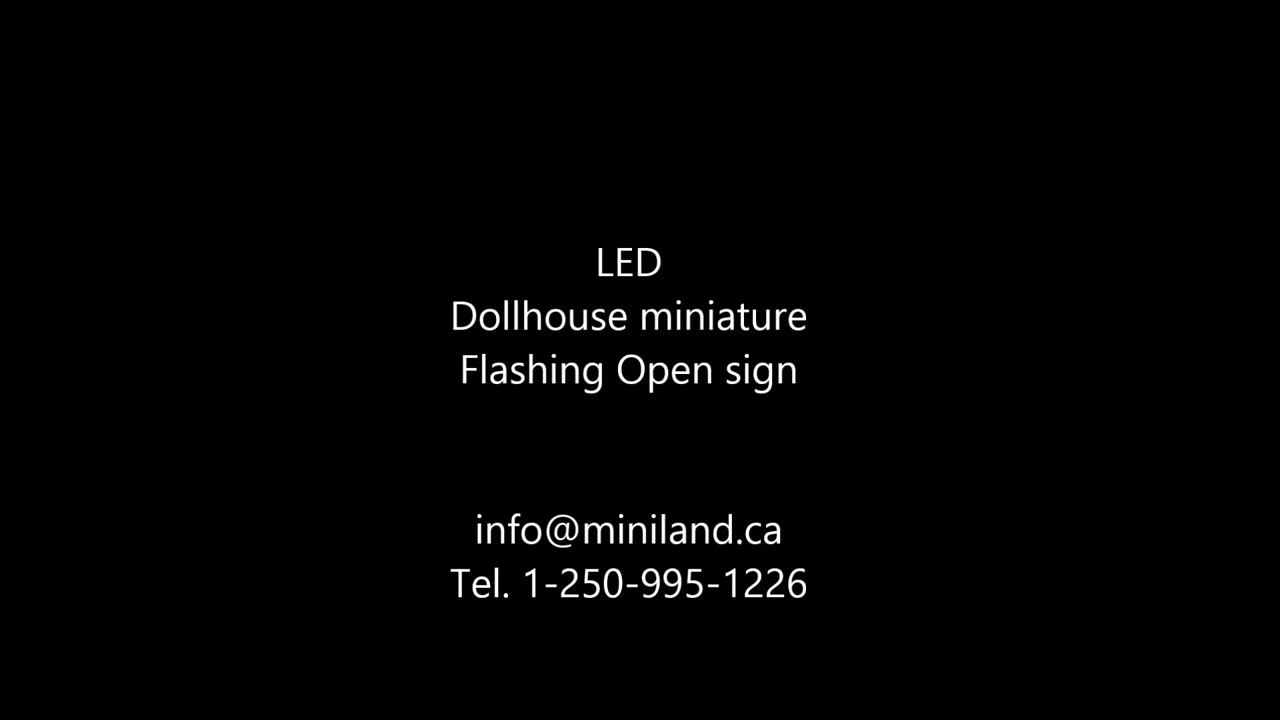 LED
Dollhouse miniature
Flashing Open sign
info@miniland.ca
Tel. 1-250-995-1226